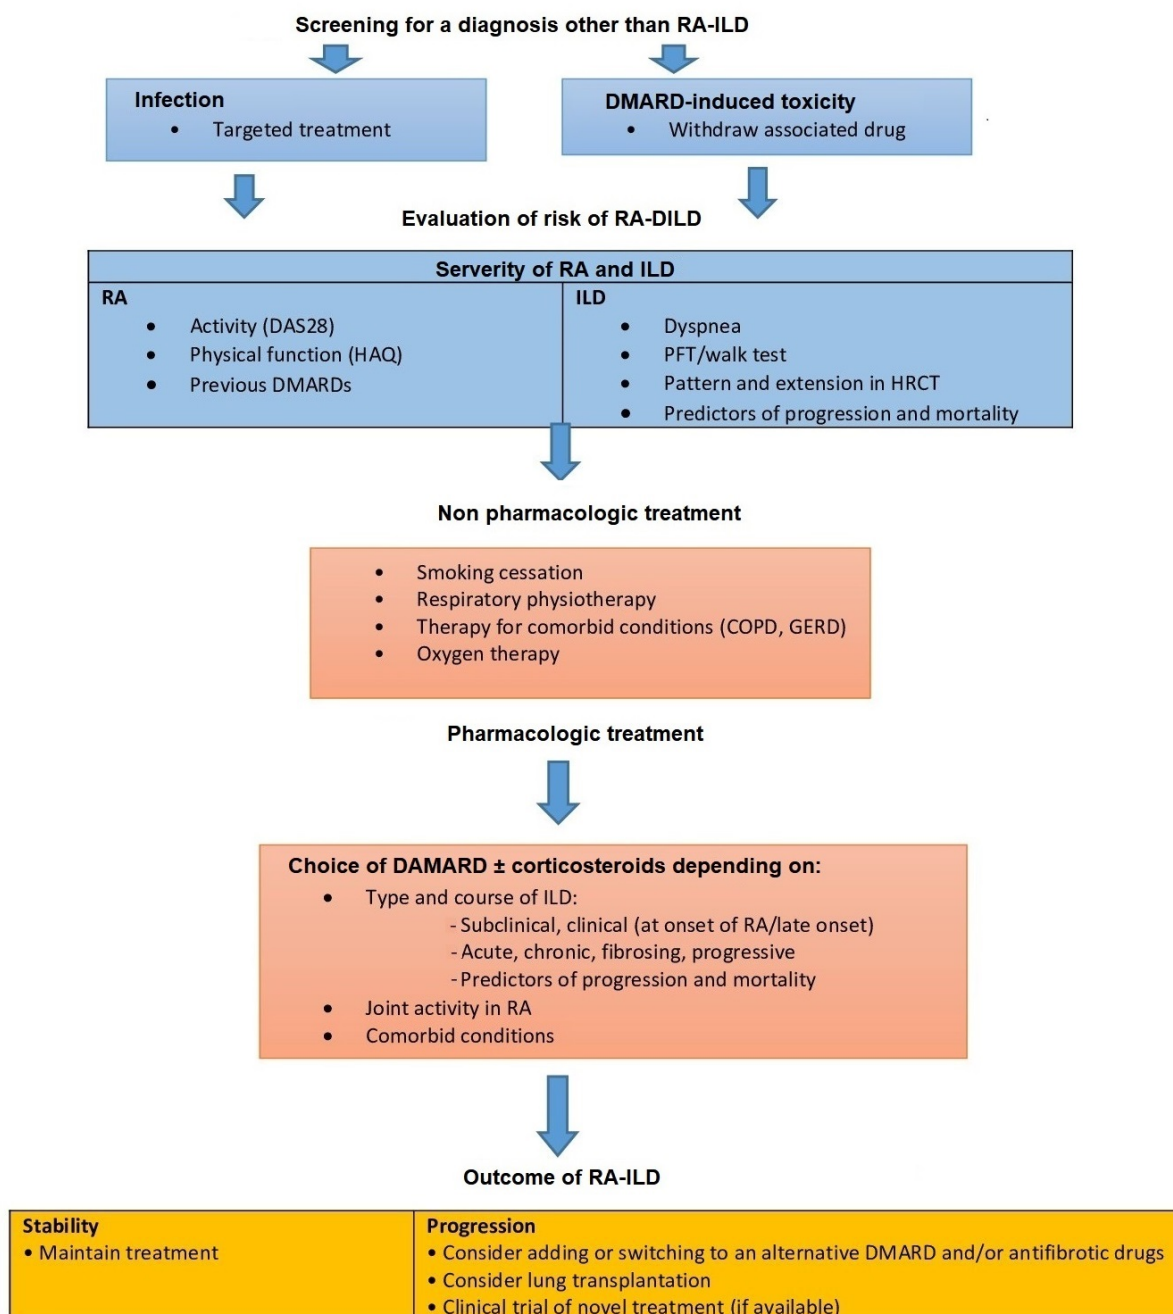 Screening for a diagnosis other than RA-ILD
Infection
• Targeted treatment
DMARD-induced toxicity
• Withdraw associated drug
Evaluation of risk of RA-DILD
Serverity of RA and ILD
RA
• Activity (DAS28)
• Physical function (HAQ)
• Previous DMARDs
ILD
• Dyspnea
• PFT/walk test
• Pattern and extension in HRCT
• Predictors of progression and mortality
Non pharmacologic treatment
• Smoking cessation
• Respiratory physiotherapy
• Therapy for comorbid conditions (COPD, GERD)
• Oxygen therapy
Pharmacologic treatment
Choice of DAMARD ± corticosteroids depending on:
• Type and course of ILD:
- Subclinical, clinical (at onset of RA/late onset)
- Acute, chronic, fibrosing, progressive
- Predictors of progression and mortality
• Joint activity in RA
• Comorbid conditions
Outcome of RA-ILD
Stability
• Maintain treatment
Progression
• Consider adding or switching to an alternative DMARD and/or antifibrotic drugs
• Consider lung transplantation
• Clinical trial of novel treatment (if available)